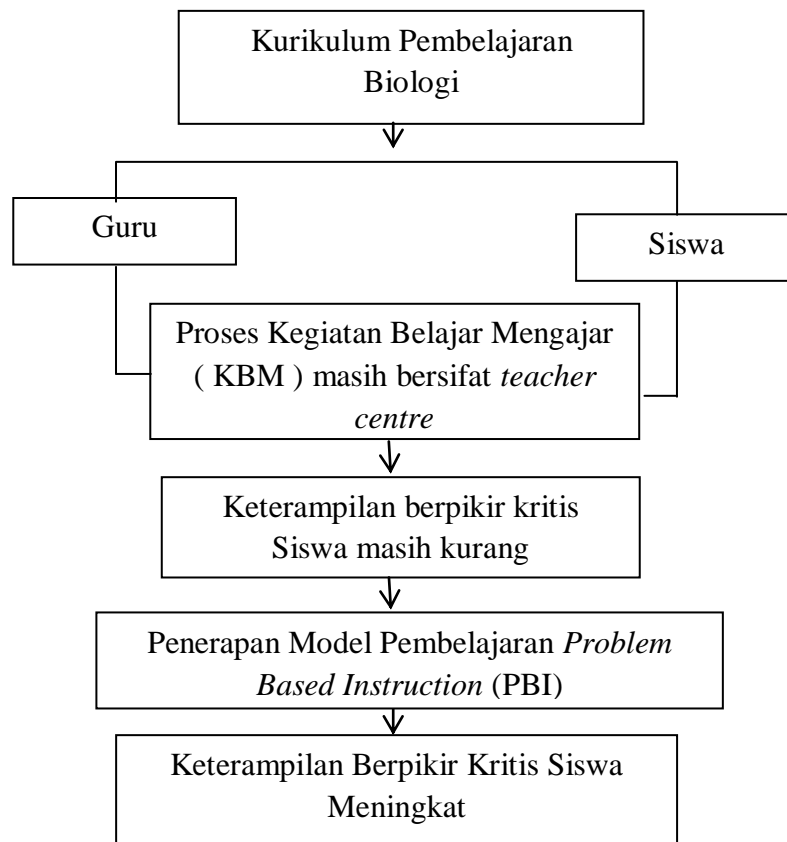 Kurikulum Pembelajaran
Biologi
Guru
Siswa
Proses Kegiatan Belajar Mengajar
( KBM ) masih bersifat teacher
centre
Keterampilan berpikir kritis
Siswa masih kurang
Penerapan Model Pembelajaran Problem
Based Instruction (PBI)
Keterampilan Berpikir Kritis Siswa
Meningkat